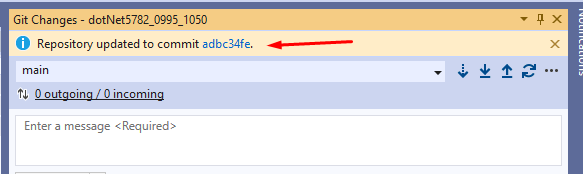 Git Changes - dotNet5782_0995_1050
Repository updated to commit adbc34fe.
main
0 outgoing / 0 incoming
Enter a message <Required>
Notifications